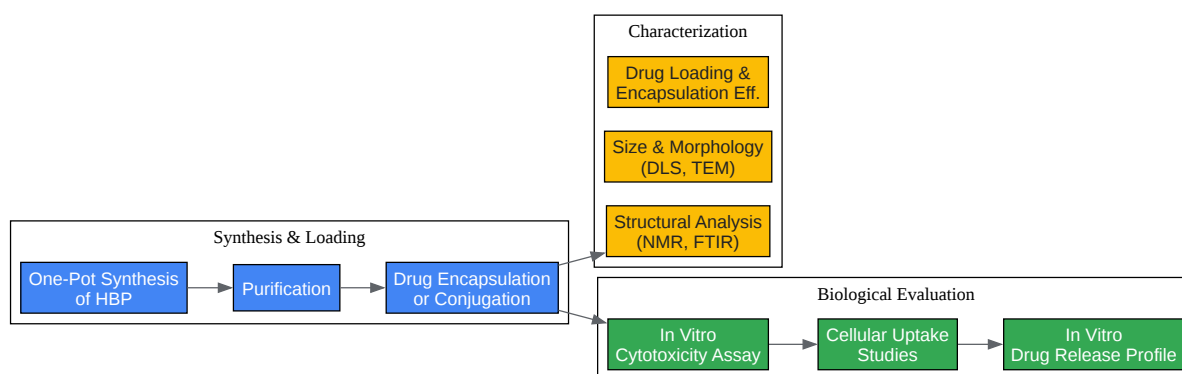 Characterization
Drug Loading &
Encapsulation Eff.
Size & Morphology
(DLS, TEM)
Structural Analysis
(NMR, FTIR)
Synthesis & Loading
One-Pot Synthesis
of HBP
Purification
Drug Encapsulation
or Conjugation
Biological Evaluation
In Vitro
Cytotoxicity Assay
Cellular Uptake
Studies
In Vitro
Drug Release Profile